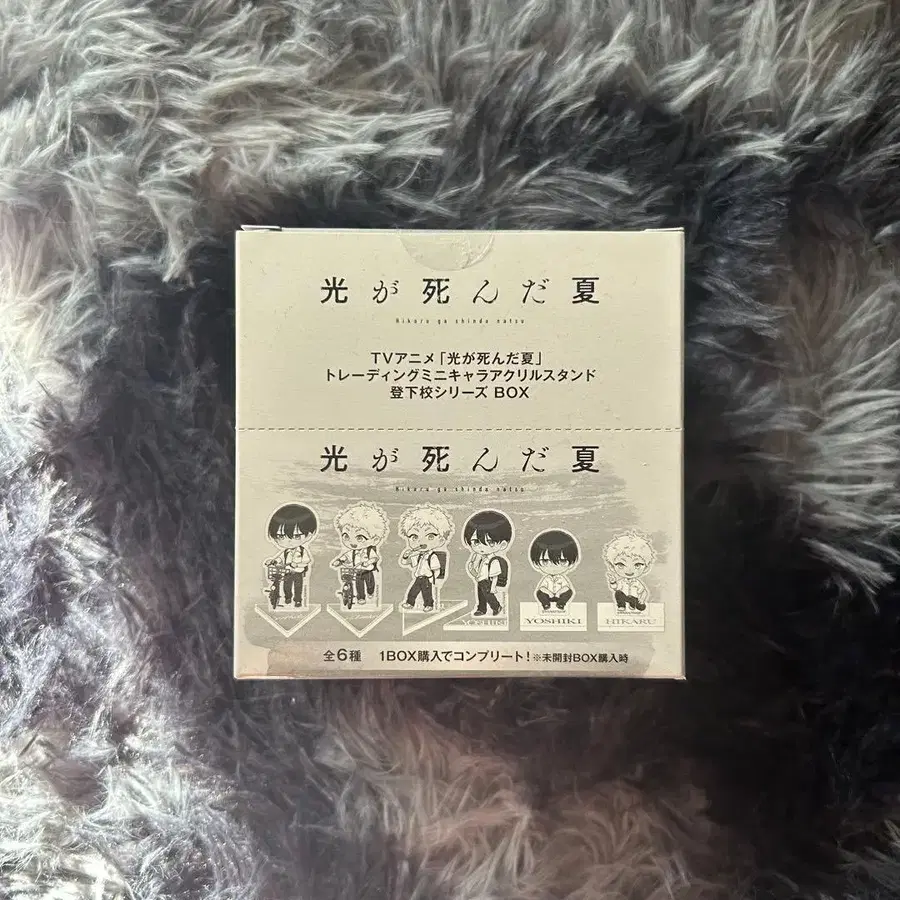 光が死んだ夏
Hikaru ga shinda natsu
TVアニメ「光が死んだ夏」
トレーディングミニキャラアクリルスタンド
登下校シリーズ BOX
光が死んだ夏
Hikaru ga shinda natsu
YOSHIKI
YOSHIKI
HIKARU
全6種 1BOX購入でコンプリート!※未開封BOX購入時